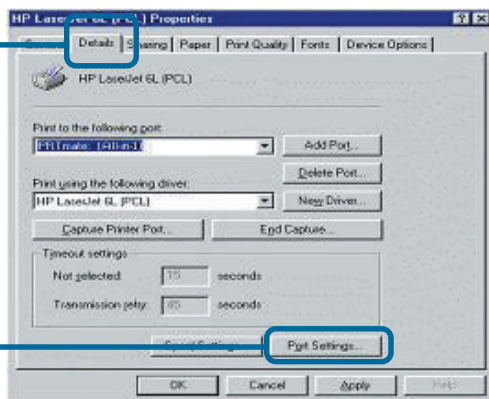 HP LaserJet 6L (PCL) Properties
Details Sharing Paper Print Quality Fonts Device Options
HP LaserJet 6L (PCL)
Print to the following port:
Add Port...
Delete Port...
Print using the following driver:
HP LaserJet 6L (PCL)
New Driver...
Capture Printer Port...
End Capture...
Timeout settings
Not selected: 15 seconds
Transmission retry: 45 seconds
Port Settings...
OK Cancel Apply Help